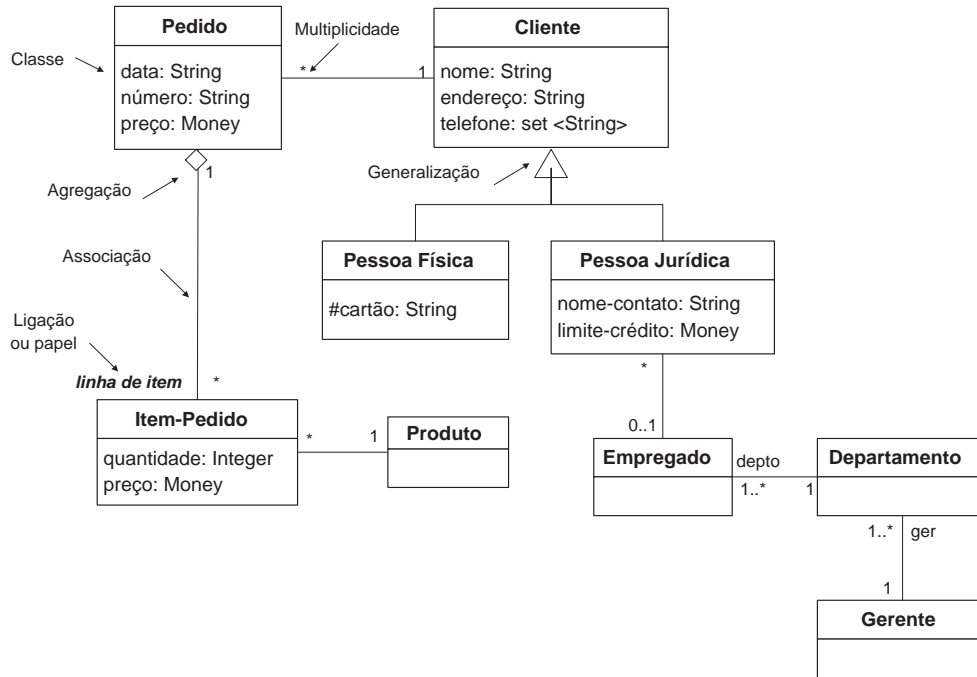 Pedido
data: String
número: String
preço: Money
Classe
Multiplicidade
*
1
Cliente
nome: String
endereço: String
telefone: set <String>
Agregação
1
Generalização
Associação
Ligação
ou papel
linha de item
*
Pessoa Física
#cartão: String
Pessoa Jurídica
nome-contato: String
limite-crédito: Money
*
0..1
Item-Pedido
quantidade: Integer
preço: Money
*
1
Produto
Empregado
depto
1..*
1
Departamento
1..*
ger
1
Gerente